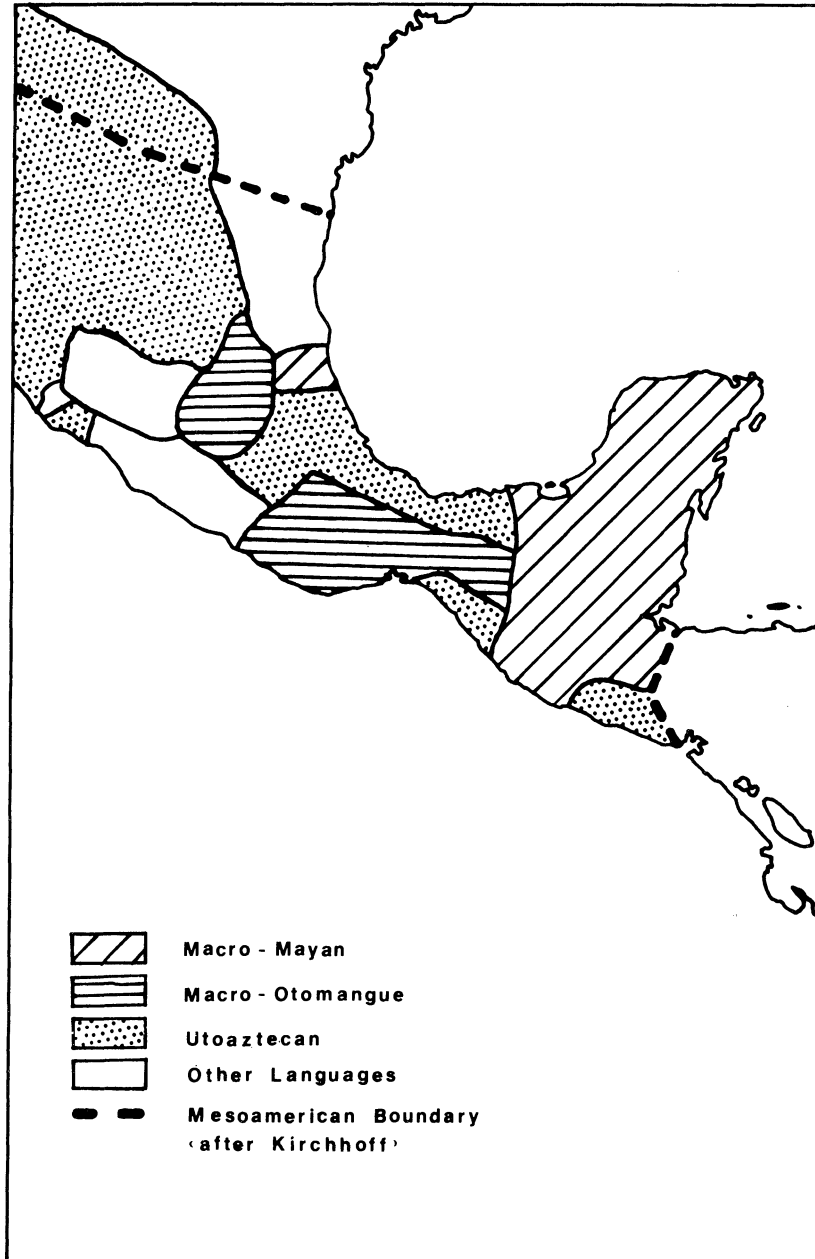 Macro - Mayan
Macro - Otomangue
Utoaztecan
Other Languages
Mesoamerican Boundary
‹after Kirchhoff›